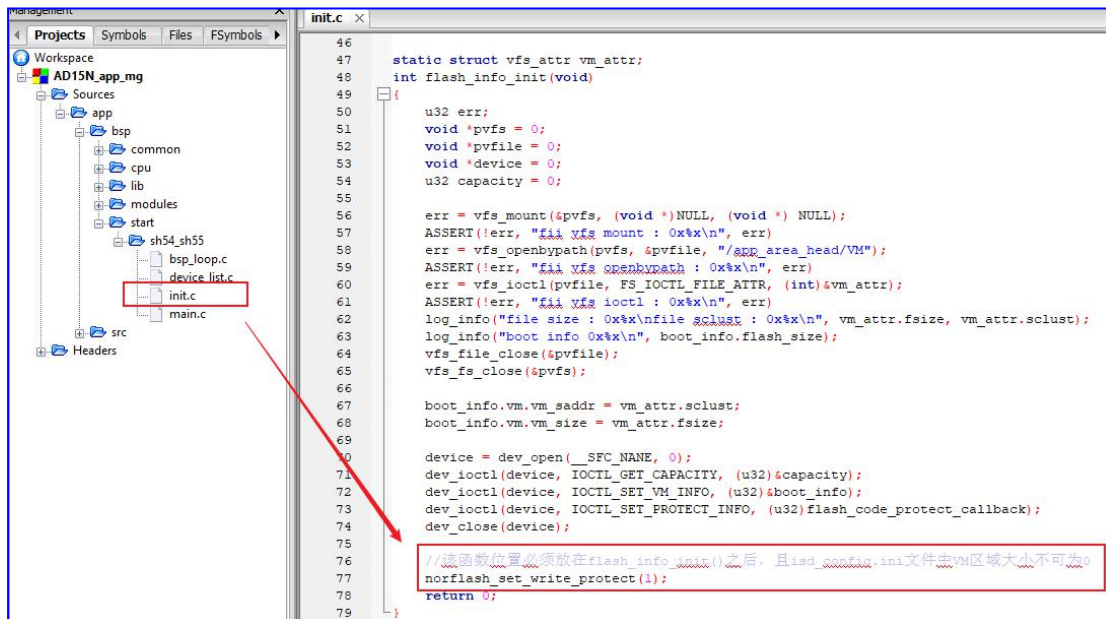 Management
Projects Symbols Files FSymbols
Workspace
AD15N_app_mg
Sources
app
bsp
common
cpu
lib
modules
start
sh54_sh55
bsp_loop.c
device_list.c
init.c
main.c
src
Headers
init.c
46
47 static struct vfs_attr vm_attr;
48 int flash_info_init(void)
49 {
50 u32 err;
51 void *pvfs = 0;
52 void *pvfile = 0;
53 void *device = 0;
54 u32 capacity = 0;
55
56 err = vfs_mount(&pvfs, (void *)NULL, (void *) NULL);
57 ASSERT(!err, "fii vfs mount : 0x%x\n", err)
58 err = vfs_openbypath(pvfs, &pvfile, "/app_area_head/VM");
59 ASSERT(!err, "fii vfs openbypath : 0x%x\n", err)
60 err = vfs_ioctl(pvfile, FS_IOCTL_FILE_ATTR, (int)&vm_attr);
61 ASSERT(!err, "fii vfs ioctl : 0x%x\n", err)
62 log_info("file size : 0x%x\nfile sclust : 0x%x\n", vm_attr.fsize, vm_attr.sclust);
63 log_info("boot info 0x%x\n", boot_info.flash_size);
64 vfs_file_close(&pvfile);
65 vfs_fs_close(&pvfs);
66
67 boot_info.vm.vm_saddr = vm_attr.sclust;
68 boot_info.vm.vm_size = vm_attr.fsize;
69
70 device = dev_open(__SFC_NANE, 0);
71 dev_ioctl(device, IOCTL_GET_CAPACITY, (u32)&capacity);
72 dev_ioctl(device, IOCTL_SET_VM_INFO, (u32)&boot_info);
73 dev_ioctl(device, IOCTL_SET_PROTECT_INFO, (u32)flash_code_protect_callback);
74 dev_close(device);
75
76 //该函数位置必须放在flash_info_init()之后，且isd_config.ini文件中VM区域大小不可为0
77 norflash_set_write_protect(1);
78 return 0;
79 }